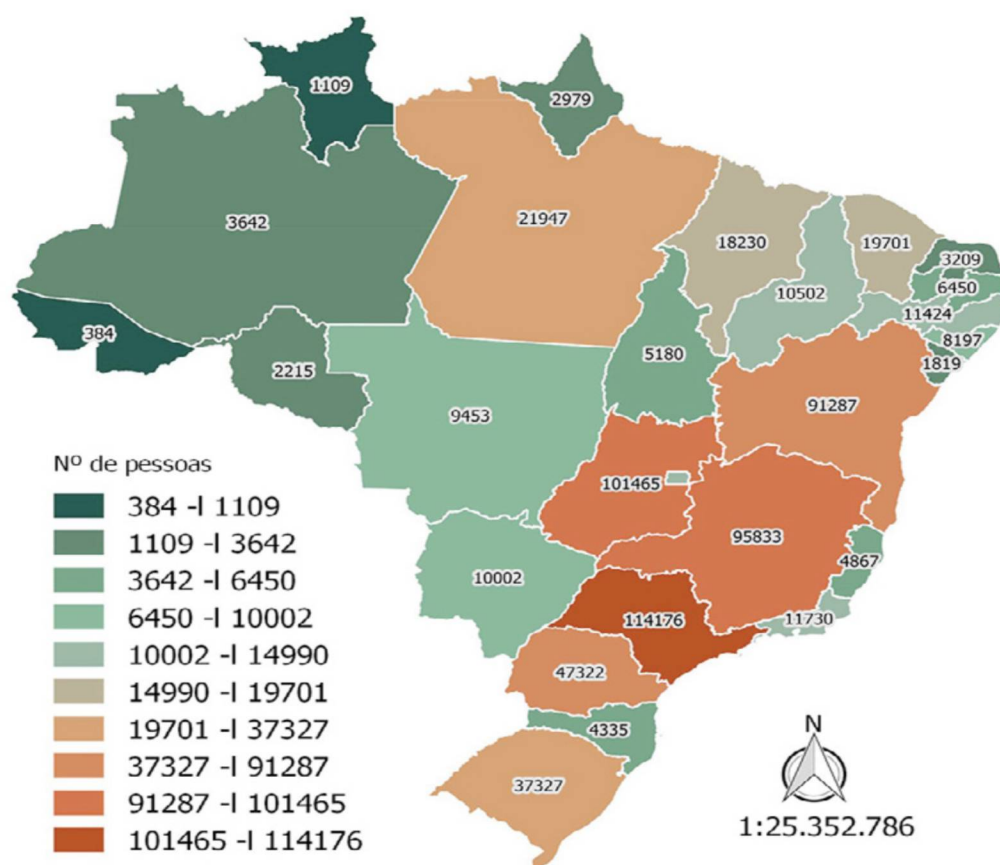 1109
2979
3642
21947
18230
19701
3209
6450
10502
11424
8197
1819
384
2215
5180
9453
91287
101465
95833
4867
10002
11730
114176
47322
4335
37327
Nº de pessoas
384 -l 1109
1109 -l 3642
3642 -l 6450
6450 -l 10002
10002 -l 14990
14990 -l 19701
19701 -l 37327
37327 -l 91287
91287 -l 101465
101465 -l 114176
N
1:25.352.786